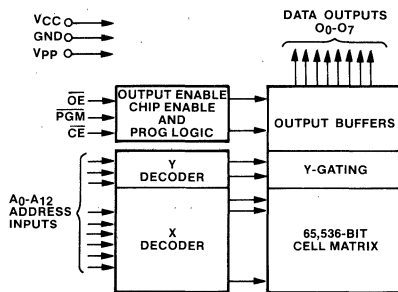 VCC
GND
VPP
DATA OUTPUTS
O0-O7
OE
PGM
CE
OUTPUT ENABLE
CHIP ENABLE
AND
PROG LOGIC
OUTPUT BUFFERS
Y
DECODER
Y-GATING
A0-A12
ADDRESS
INPUTS
X
DECODER
65,536-BIT
CELL MATRIX